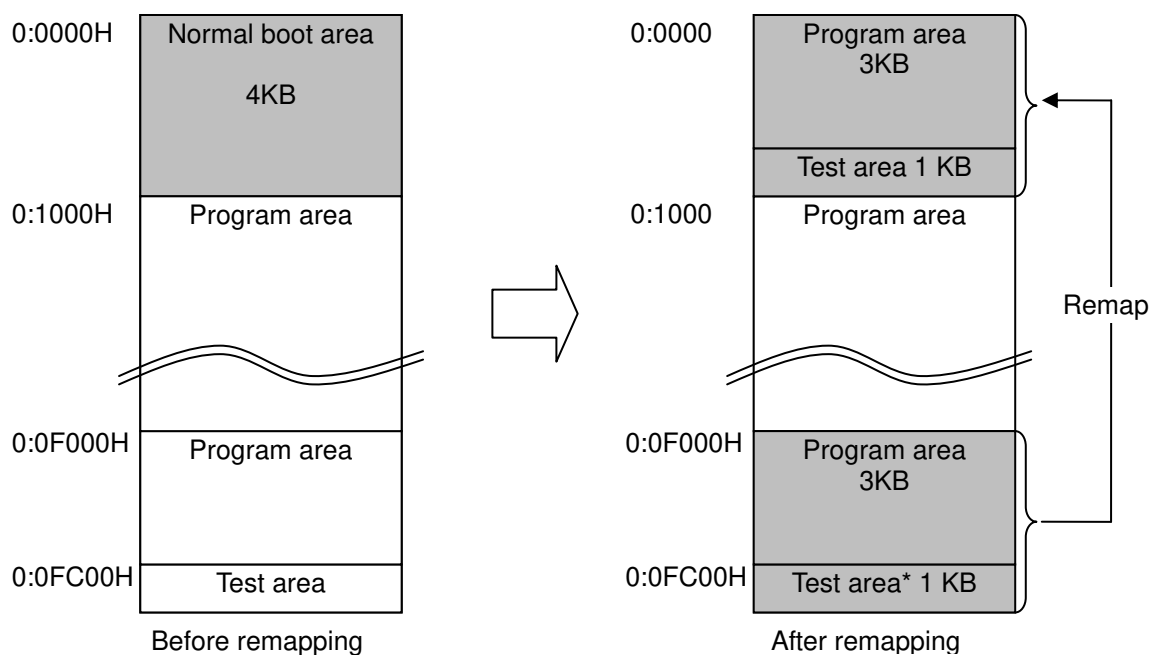 0:0000H
Normal boot area
4KB
0:1000H
Program area
0:0F000H
Program area
0:0FC00H
Test area
Before remapping
0:0000
Program area
3KB
Test area 1 KB
0:1000
Program area
Remap
0:0F000H
Program area
3KB
0:0FC00H
Test area* 1 KB
After remapping